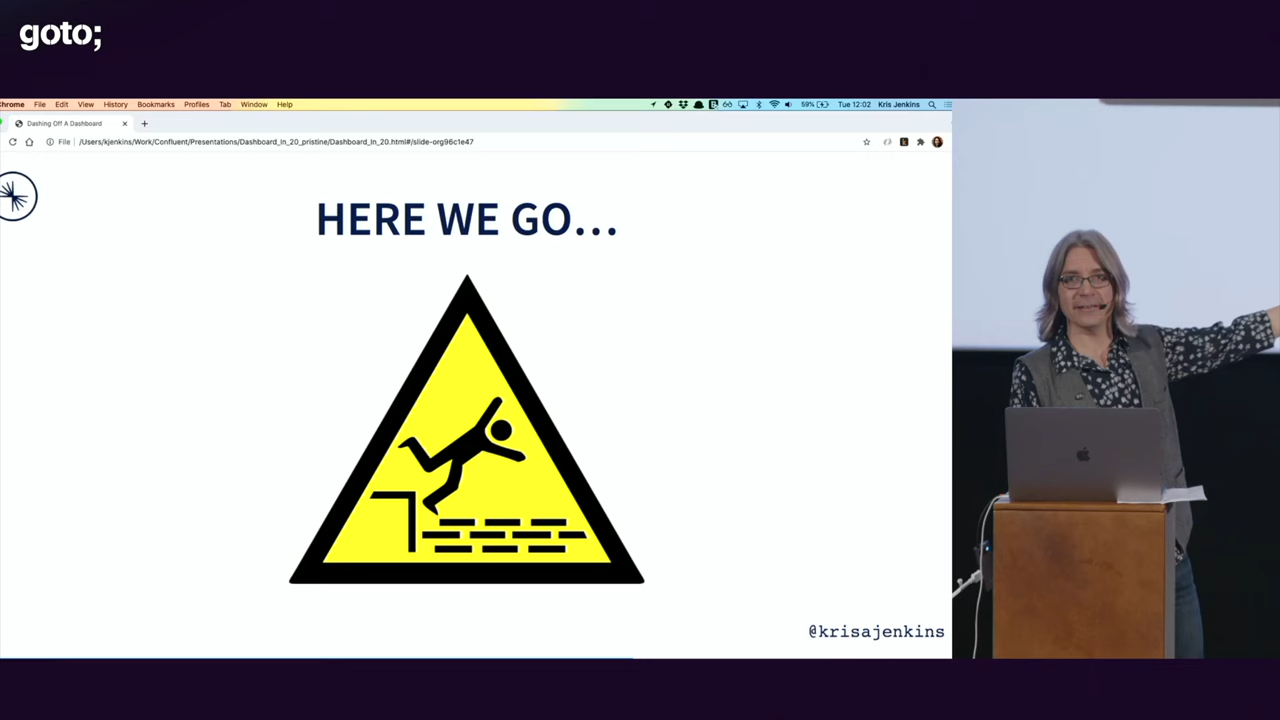 goto;
Chrome File Edit View History Bookmarks Profiles Tab Window Help
59% Tue 12:02 Kris Jenkins
Dashing Off A Dashboard
File /Users/kjenkins/Work/Confluent/Presentations/Dashboard_In_20_pristine/Dashboard_In_20.html#/slide-org96c1e47
HERE WE GO...
@krisajenkins